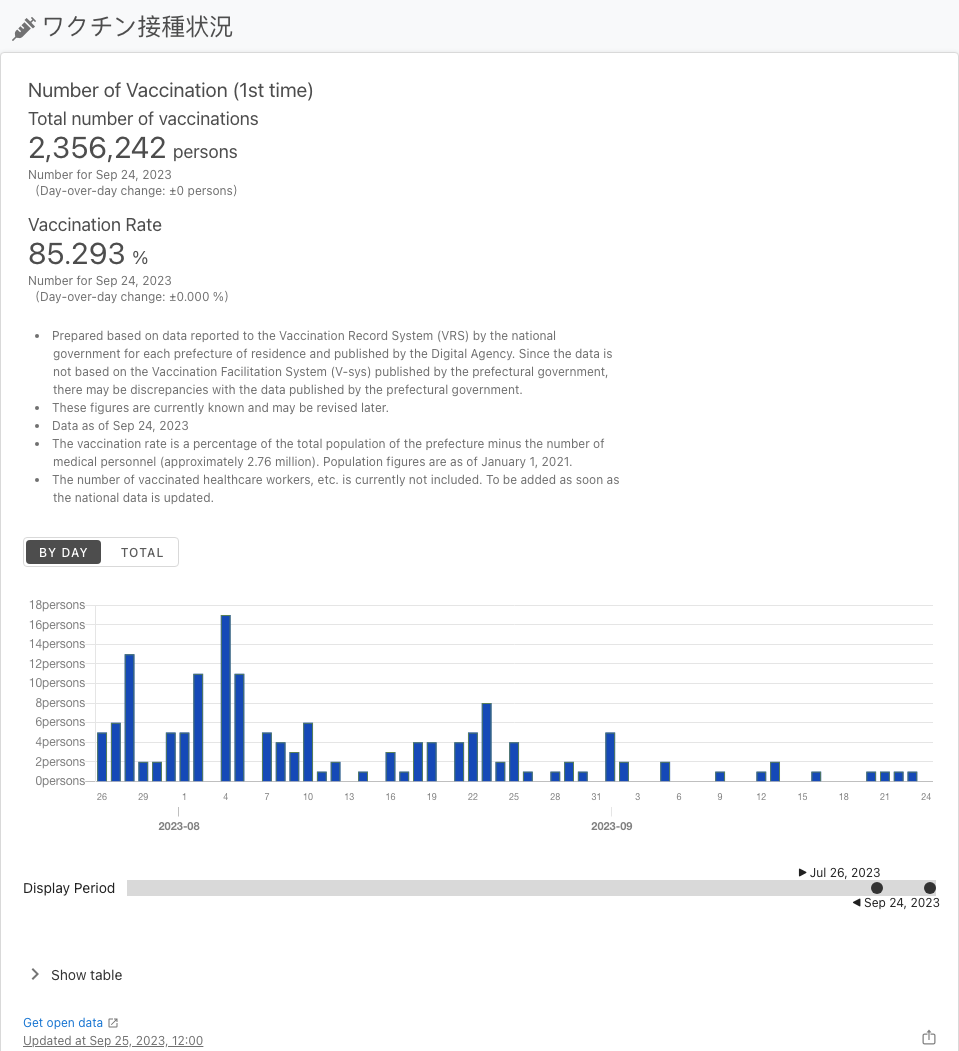 ワクチン接種状況
Number of Vaccination (1st time)
Total number of vaccinations
2,356,242 persons
Number for Sep 24, 2023
(Day-over-day change: ±0 persons)
Vaccination Rate
85.293 %
Number for Sep 24, 2023
(Day-over-day change: ±0.000 %)
• Prepared based on data reported to the Vaccination Record System (VRS) by the national
government for each prefecture of residence and published by the Digital Agency. Since the data is
not based on the Vaccination Facilitation System (V-sys) published by the prefectural government,
there may be discrepancies with the data published by the prefectural government.
• These figures are currently known and may be revised later.
• Data as of Sep 24, 2023
• The vaccination rate is a percentage of the total population of the prefecture minus the number of
medical personnel (approximately 2.76 million). Population figures are as of January 1, 2021.
• The number of vaccinated healthcare workers, etc. is currently not included. To be added as soon as
the national data is updated.
BY DAY TOTAL
18persons
16persons
14persons
12persons
10persons
8persons
6persons
4persons
2persons
0persons
26 29 1 4 7 10 13 16 19 22 25 28 31 3 6 9 12 15 18 21 24
2023-08 2023-09
▶ Jul 26, 2023
Display Period
◀ Sep 24, 2023
Show table
Get open data
Updated at Sep 25, 2023, 12:00